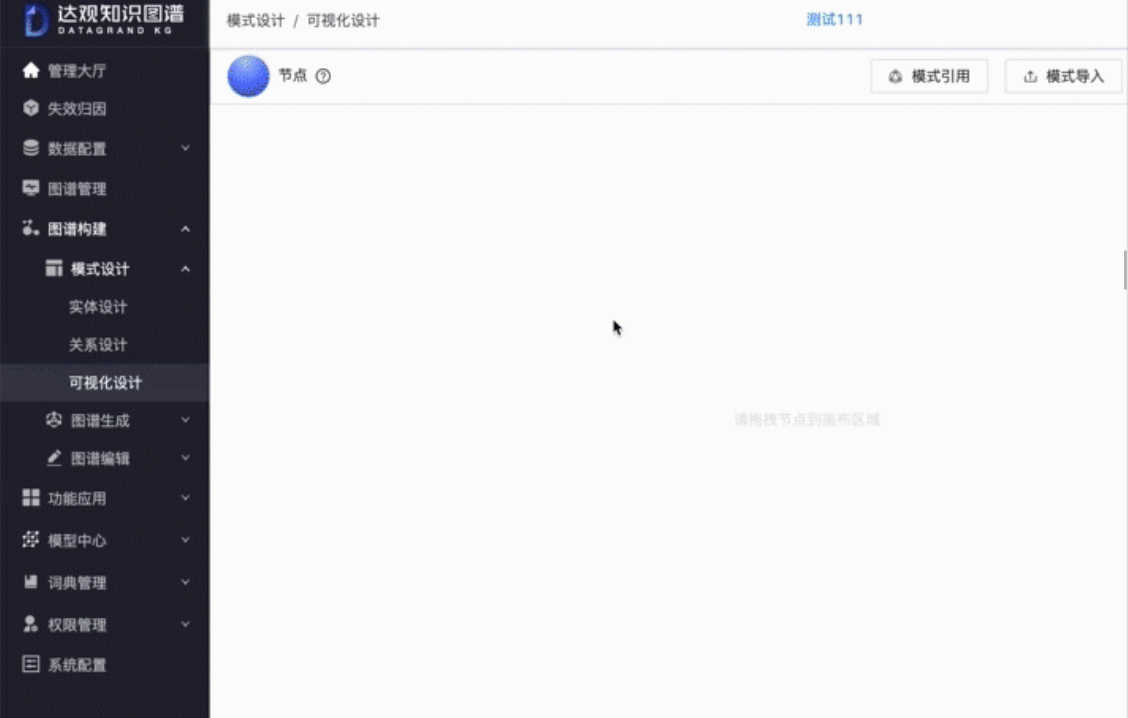 达观知识图谱
DATAGRAND KG
模式设计 / 可视化设计
测试111
节点
模式引用
模式导入
管理大厅
失效归因
数据配置
图谱管理
图谱构建
模式设计
实体设计
关系设计
可视化设计
图谱生成
图谱编辑
功能应用
模型中心
词典管理
权限管理
系统配置
请拖拽节点到画布区域